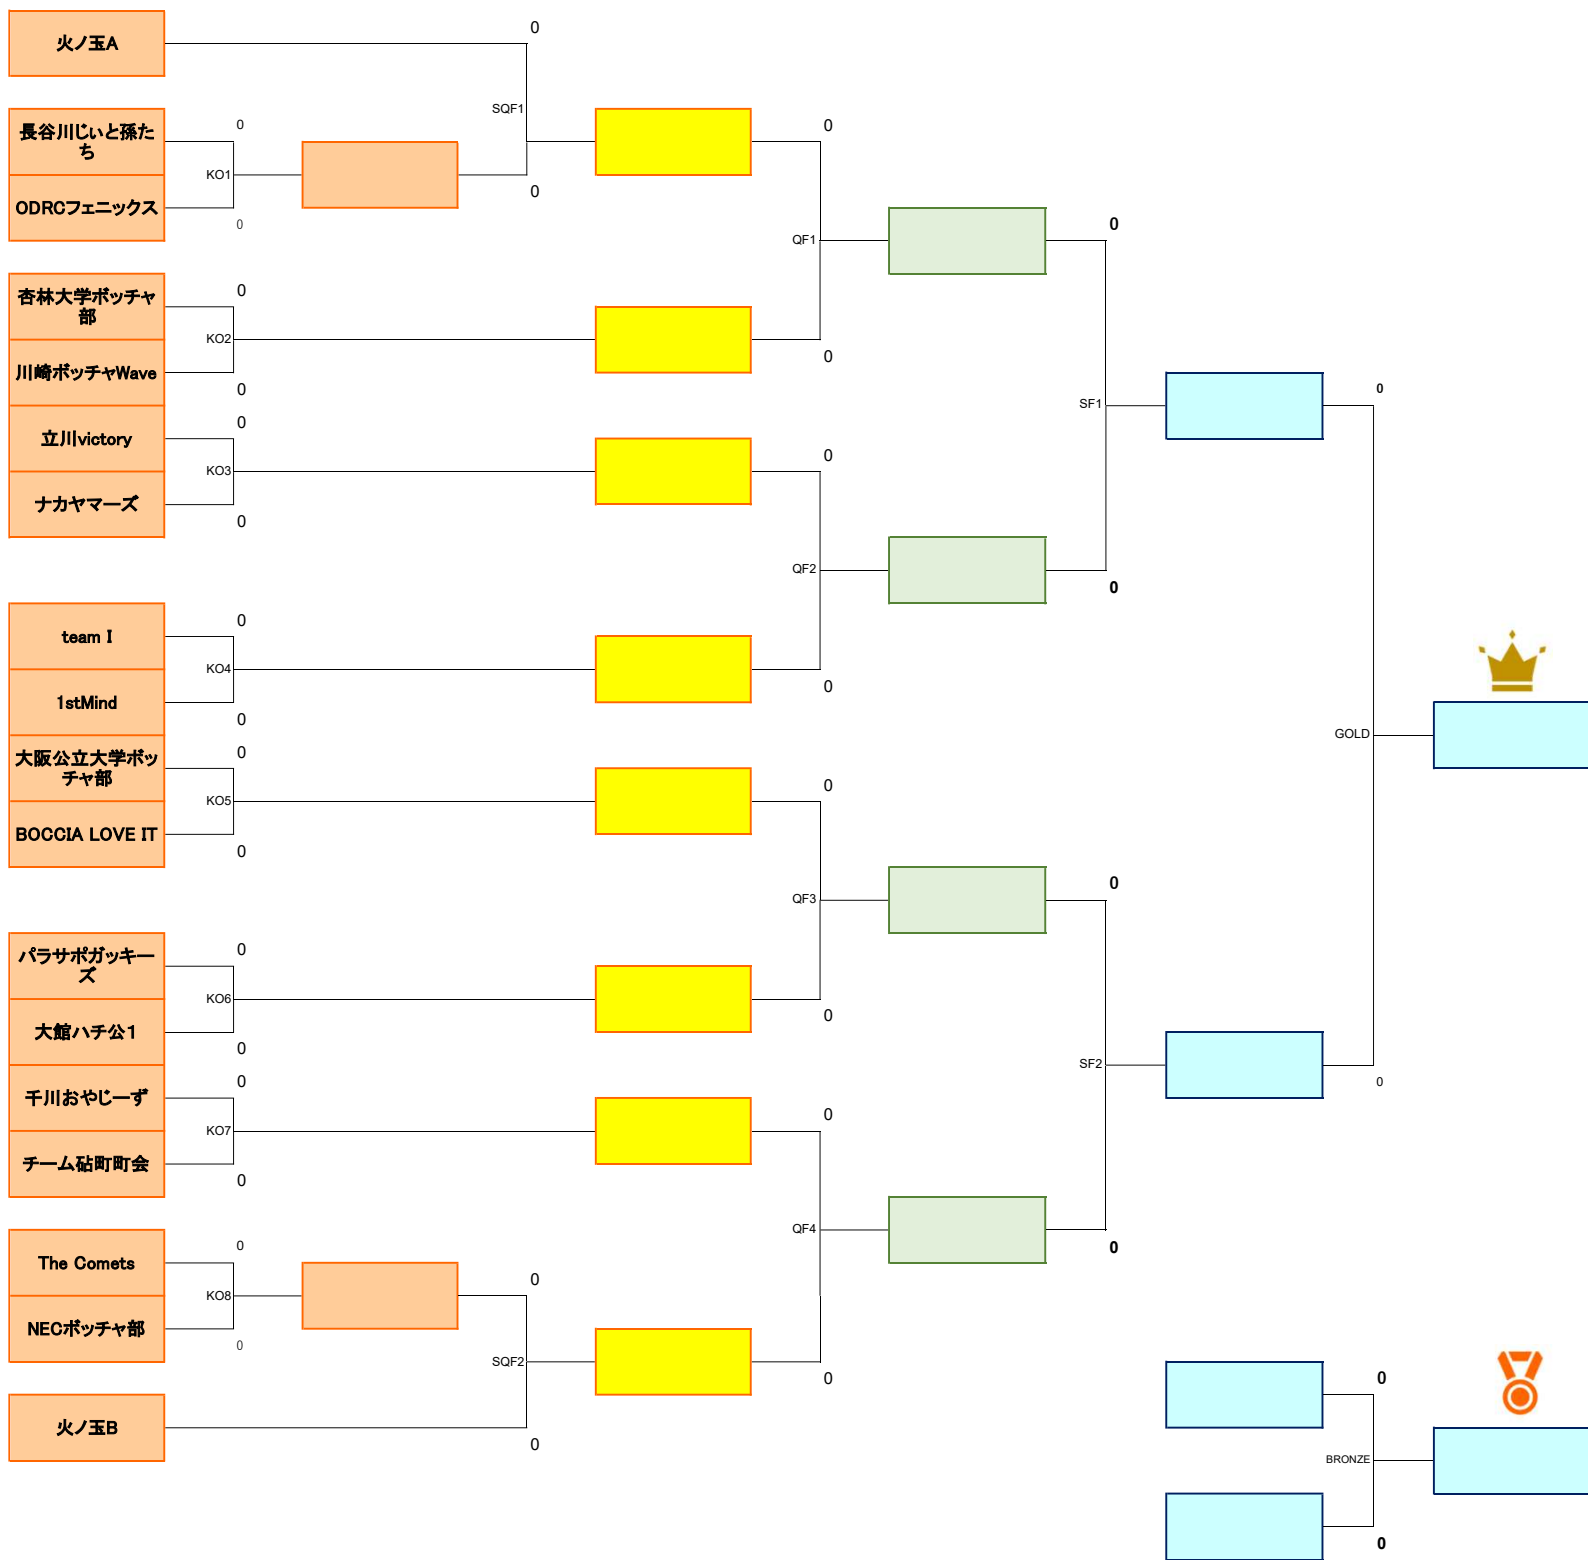 0
火ノ玉A
SQF1
0
0
長谷川じぃと孫た
ち
KO1
ODRCフェニックス
0
0
QF1
0
杏林大学ボッチャ
部
0
KO2
川崎ボッチャWave
0
0
SF1
0
立川victory
0
0
KO3
ナカヤマーズ
0
QF2
0
team I
0
KO4
0
1stMind
0
GOLD
大阪公立大学ボッ
チャ部
0
0
KO5
BOCCIA LOVE IT
0
QF3
0
パラサポガッキー
ズ
0
KO6
0
大館ハチ公1
0
SF2
0
千川おやじーず
0
0
KO7
チーム砧町町会
0
QF4
0
The Comets
0
0
KO8
NECボッチャ部
0
SQF2
0
0
火ノ玉B
0
BRONZE
0